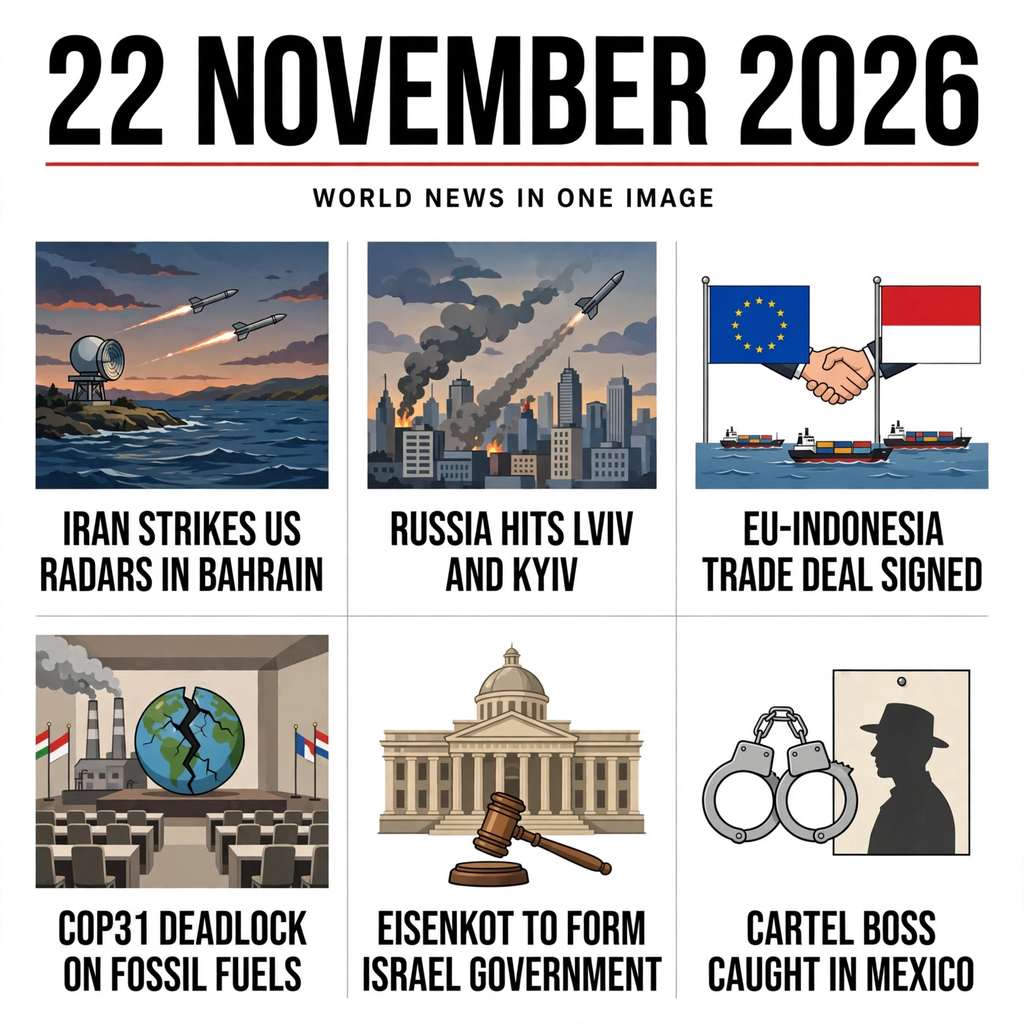 22 NOVEMBER 2026
WORLD NEWS IN ONE IMAGE
IRAN STRIKES US
RADARS IN BAHRAIN
RUSSIA HITS LVIV
AND KYIV
EU-INDONESIA
TRADE DEAL SIGNED
COP31 DEADLOCK
ON FOSSIL FUELS
EISENKOT TO FORM
ISRAEL GOVERNMENT
CARTEL BOSS
CAUGHT IN MEXICO